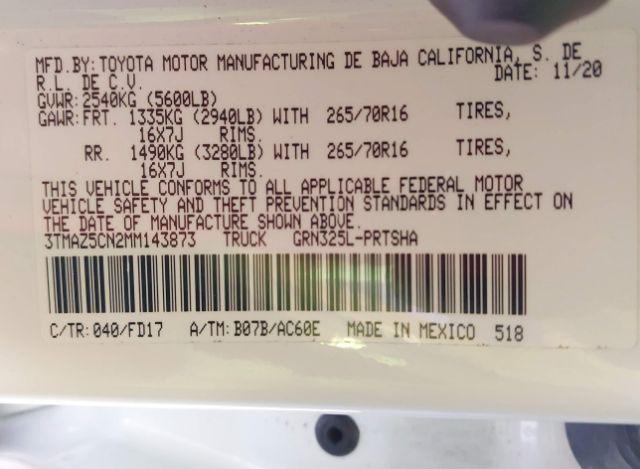 MFD.BY:TOYOTA MOTOR MANUFACTURING DE BAJA CALIFORNIA, S. DE
R.L. DE C.V. DATE: 11/20
GVWR:2540KG (5600LB)
GAWR:FRT. 1335KG (2940LB) WITH 265/70R16 TIRES,
16X7J RIMS.
RR. 1490KG (3280LB) WITH 265/70R16 TIRES,
16X7J RIMS.
THIS VEHICLE CONFORMS TO ALL APPLICABLE FEDERAL MOTOR
VEHICLE SAFETY AND THEFT PREVENTION STANDARDS IN EFFECT ON
THE DATE OF MANUFACTURE SHOWN ABOVE.
3TMAZ5CN2MM143873 TRUCK GRN325L-PRTSHA
C/TR:040/FD17 A/TM:B07B/AC60E MADE IN MEXICO 518